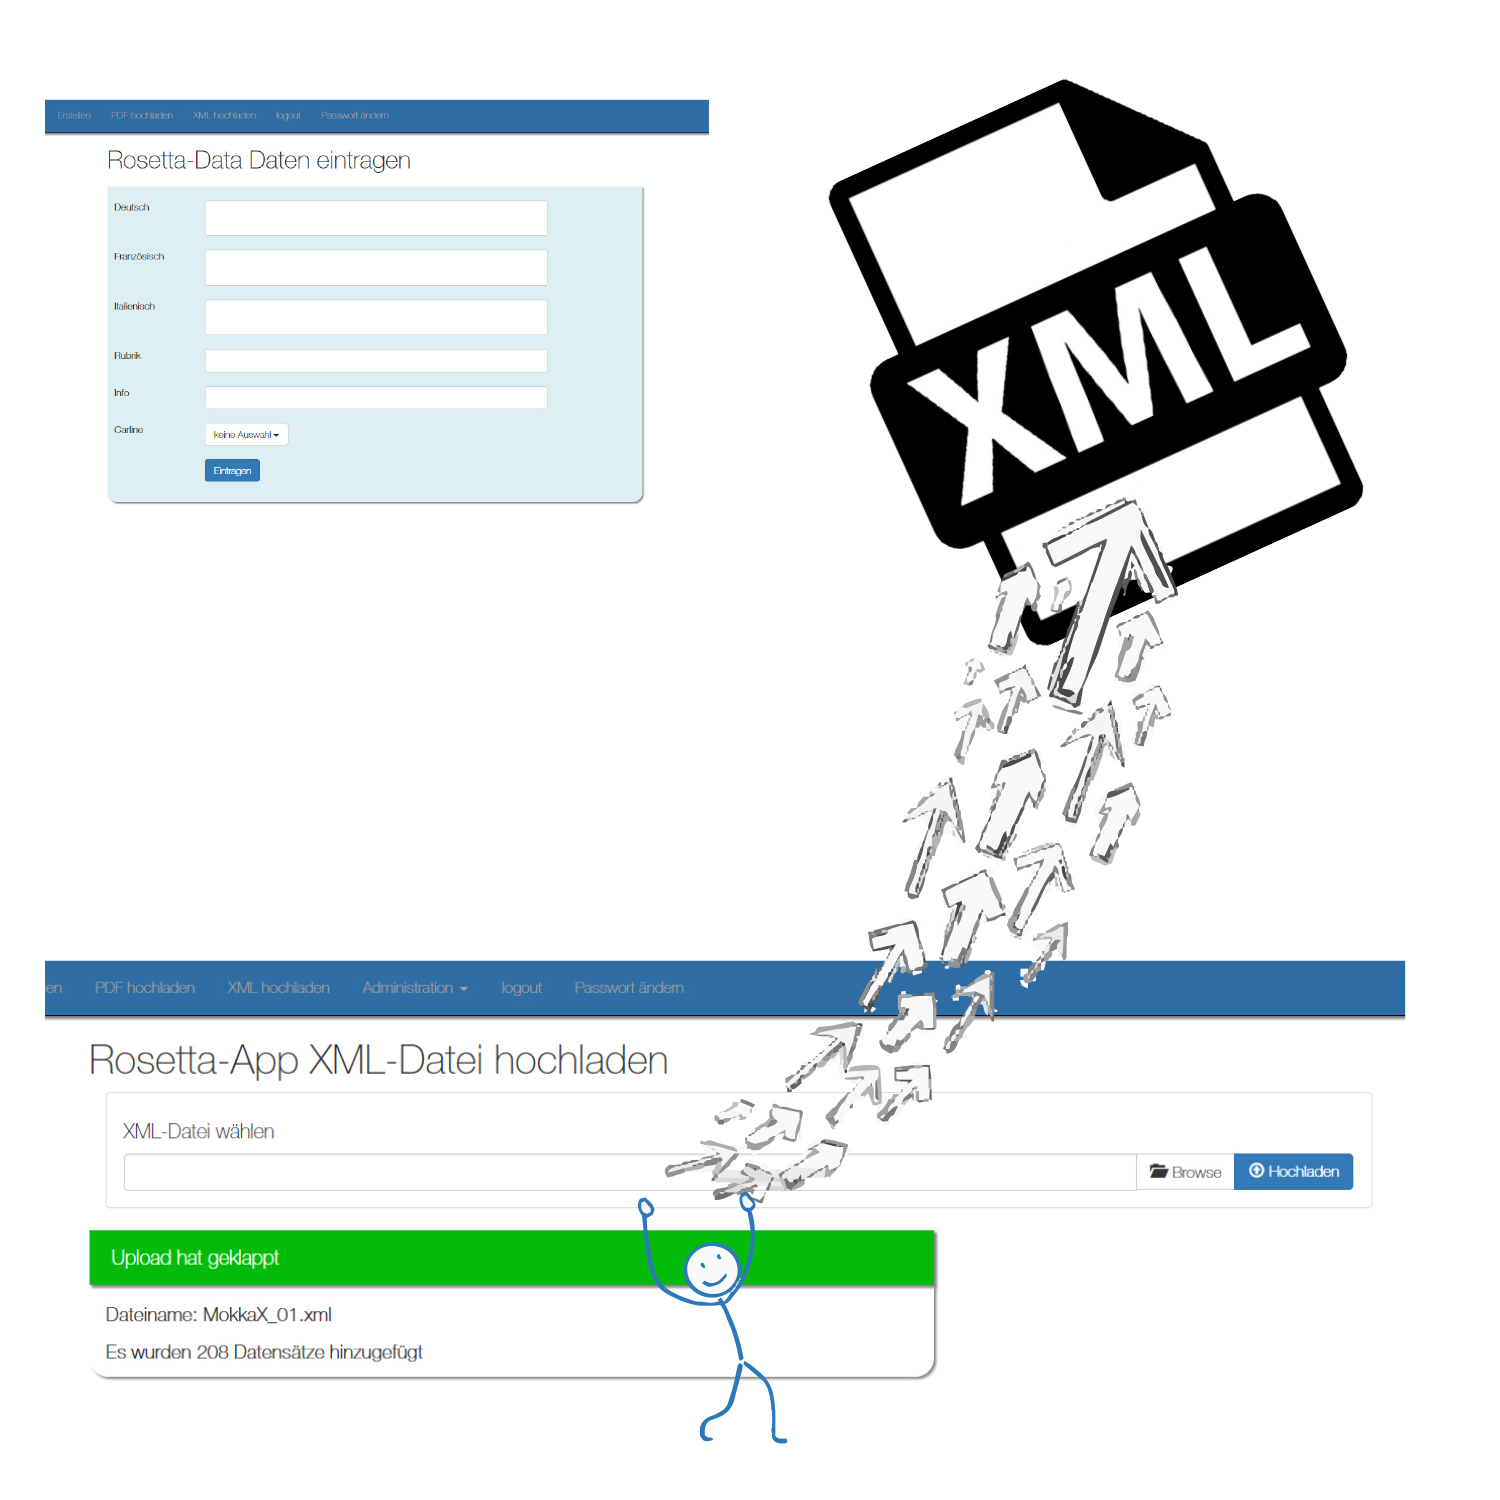 Erstellen PDF hochladen XML hochladen logout Passwort ändern
Rosetta-Data Daten eintragen
Deutsch
Französisch
Italienisch
Rubrik
Info
Carline
keine Auswahl
Eintragen
XML
en PDF hochladen XML hochladen Administration logout Passwort ändern
Rosetta-App XML-Datei hochladen
XML-Datei wählen
Browse Hochladen
Upload hat geklappt
Dateiname: MokkaX_01.xml
Es wurden 208 Datensätze hinzugefügt